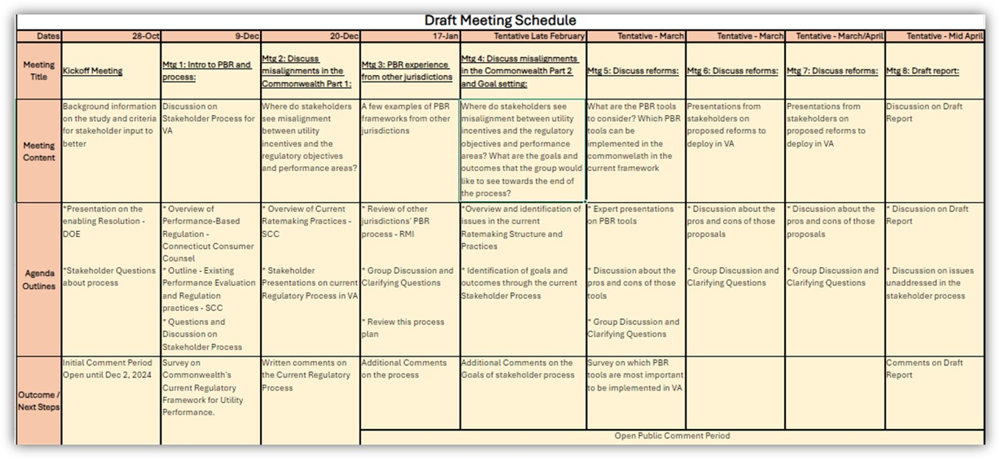 Draft Meeting Schedule
Dates
28-Oct
9-Dec
20-Dec
17-Jan
Tentative Late February
Tentative - March
Tentative - March
Tentative - March/April
Tentative - Mid April
Meeting
Title
Kickoff Meeting
Mtg 1: Intro to PBR and
process:
Mtg 2: Discuss
misalignments in the
Commonwealth Part 1:
Mtg 3: PBR experience
from other jurisdictions
Mtg 4: Discuss misalignments
in the Commonwealth Part 2
and Goal setting:
Mtg 5: Discuss reforms:
Mtg 6: Discuss reforms:
Mtg 7: Discuss reforms:
Mtg 8: Draft report:
Meeting
Content
Background information
on the study and criteria
for stakeholder input to
better
Discussion on
Stakeholder Process for
VA
Where do stakeholders
see misalignment
between utility
incentives and the
regulatory objectives
and performance areas?
A few examples of PBR
frameworks from other
jurisdictions
Where do stakeholders see
misalignment between utility
incentives and the regulatory
objectives and performance
areas? What are the goals and
outcomes that the group would
like to see towards the end of
the process?
What are the PBR tools
to consider? Which PBR
tools can be
implemented in the
commonwelath in the
current framework
Presentations from
stakeholders on
proposed reforms to
deploy in VA
Presentations from
stakeholders on
proposed reforms to
deploy in VA
Discussion on Draft
Report
Agenda
Outlines
*Presentation on the
enabling Resolution -
DOE
*Stakeholder Questions
about process
* Overview of
Performance-Based
Regulation -
Connecticut Consumer
Counsel
* Outline - Existing
Performance Evaluation
and Regulation
practices - SCC
* Questions and
Discussion on
Stakeholder Process
* Overview of Current
Ratemaking Practices -
SCC
* Stakeholder
Presentations on current
Regulatory Process in VA
* Review of other
jurisdictions' PBR
process - RMI
* Group Discussion and
Clarifying Questions
* Review this process
plan
*Overview and identification of
issues in the current
Ratemaking Structure and
Practices
* Identification of goals and
outcomes through the current
Stakeholder Process
* Expert presentations
on PBR tools
* Discussion about the
pros and cons of those
tools
* Group Discussion and
Clarifying Questions
* Discussion about the
pros and cons of those
proposals
* Group Discussion and
Clarifying Questions
* Discussion about the
pros and cons of those
proposals
* Group Discussion and
Clarifying Questions
* Discussion on Draft
Report
* Discussion on issues
unaddressed in the
stakeholder process
Outcome /
Next Steps
Initial Comment Period
Open until Dec 2, 2024
Survey on
Commonwealth's
Current Regulatory
Framework for Utility
Performance.
Written comments on
the Current Regulatory
Process
Additional Comments
on the process
Additional Comments on the
Goals of stakeholder process
Survey on which PBR
tools are most important
to be implemented in VA
Comments on Draft
Report
Open Public Comment Period